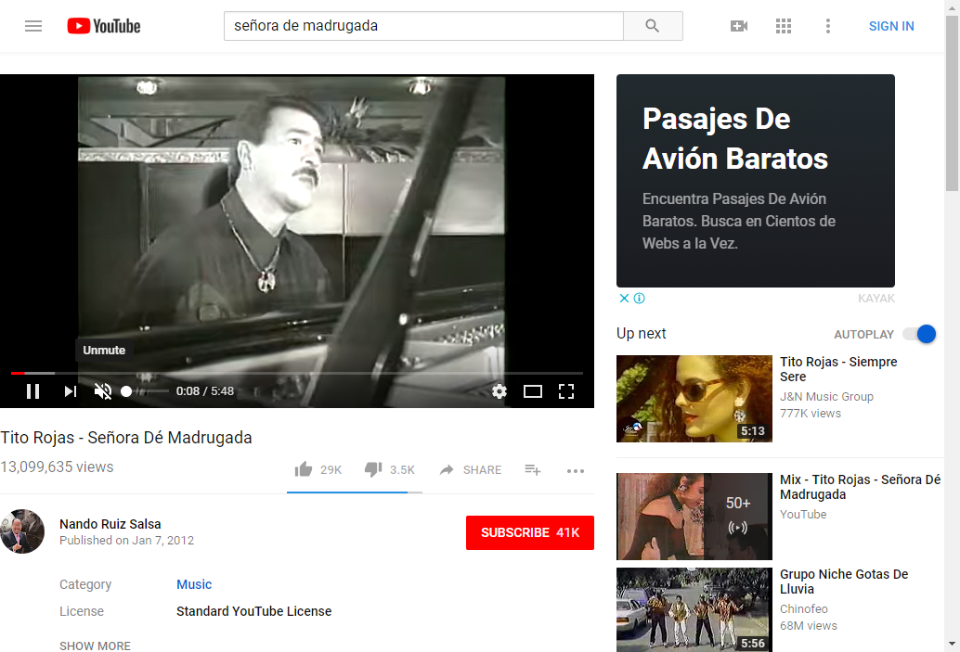 YouTube
señora de madrugada
SIGN IN
Pasajes De
Avión Baratos
Encuentra Pasajes De Avión
Baratos. Busca en Cientos de
Webs a la Vez.
KAYAK
Unmute
0:08 / 5:48
Up next
AUTOPLAY
Tito Rojas - Siempre
Sere
J&N Music Group
777K views
5:13
Tito Rojas - Señora Dé Madrugada
13,099,635 views
29K
3.5K
SHARE
Mix - Tito Rojas - Señora Dé
Madrugada
YouTube
50+
Nando Ruiz Salsa
Published on Jan 7, 2012
SUBSCRIBE 41K
Category
Music
License
Standard YouTube License
SHOW MORE
Grupo Niche Gotas De
Lluvia
Chinofeo
68M views
5:56